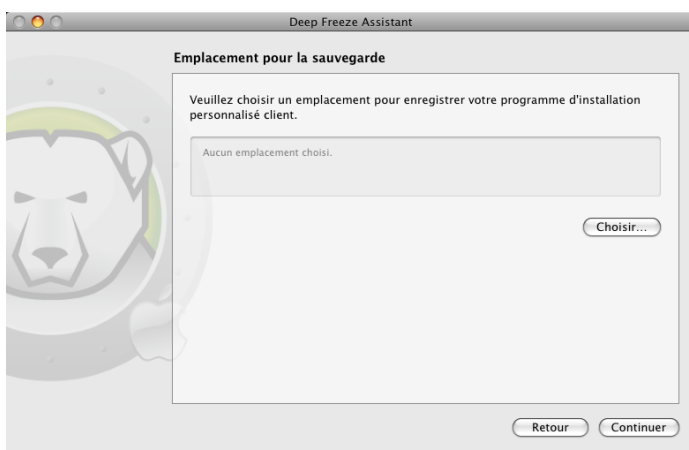 Deep Freeze Assistant
Emplacement pour la sauvegarde
Veuillez choisir un emplacement pour enregistrer votre programme d'installation
personnalisé client.
Aucun emplacement choisi.
Choisir...
Retour
Continuer